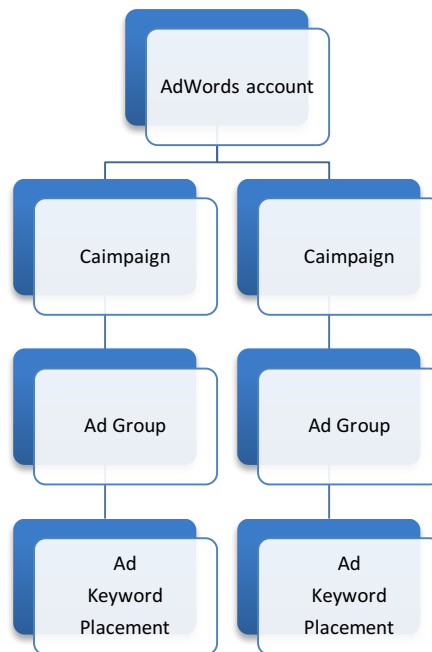 AdWords account
Caimpaign
Caimpaign
Ad Group
Ad Group
Ad
Keyword
Placement
Ad
Keyword
Placement